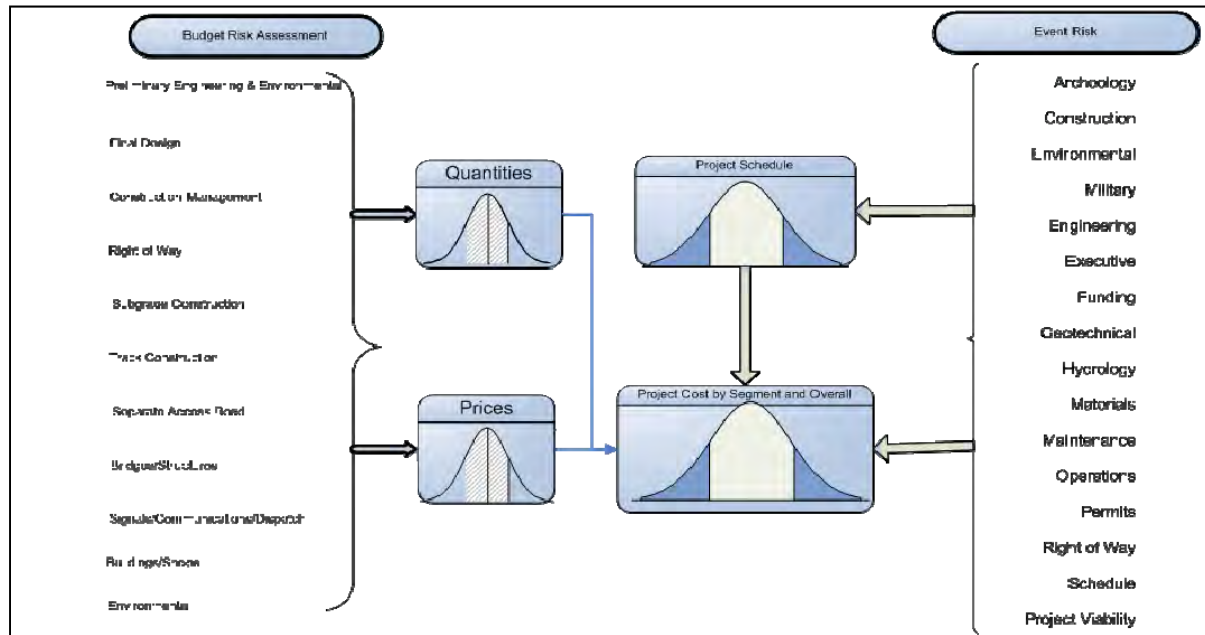 Budget Risk Assessment
Preliminary Engineering & Environmental
Final Design
Construction Management
Right of Way
Subgrade Construction
Track Construction
Separate Access Road
Bridges/Structures
Signals/Communications/Dispatch
Buildings/Shops
Environmental
Quantities
Prices
Project Schedule
Project Cost by Segment and Overall
Event Risk
Archeology
Construction
Environmental
Military
Engineering
Executive
Funding
Geotechnical
Hydrology
Materials
Maintenance
Operations
Permits
Right of Way
Schedule
Project Viability